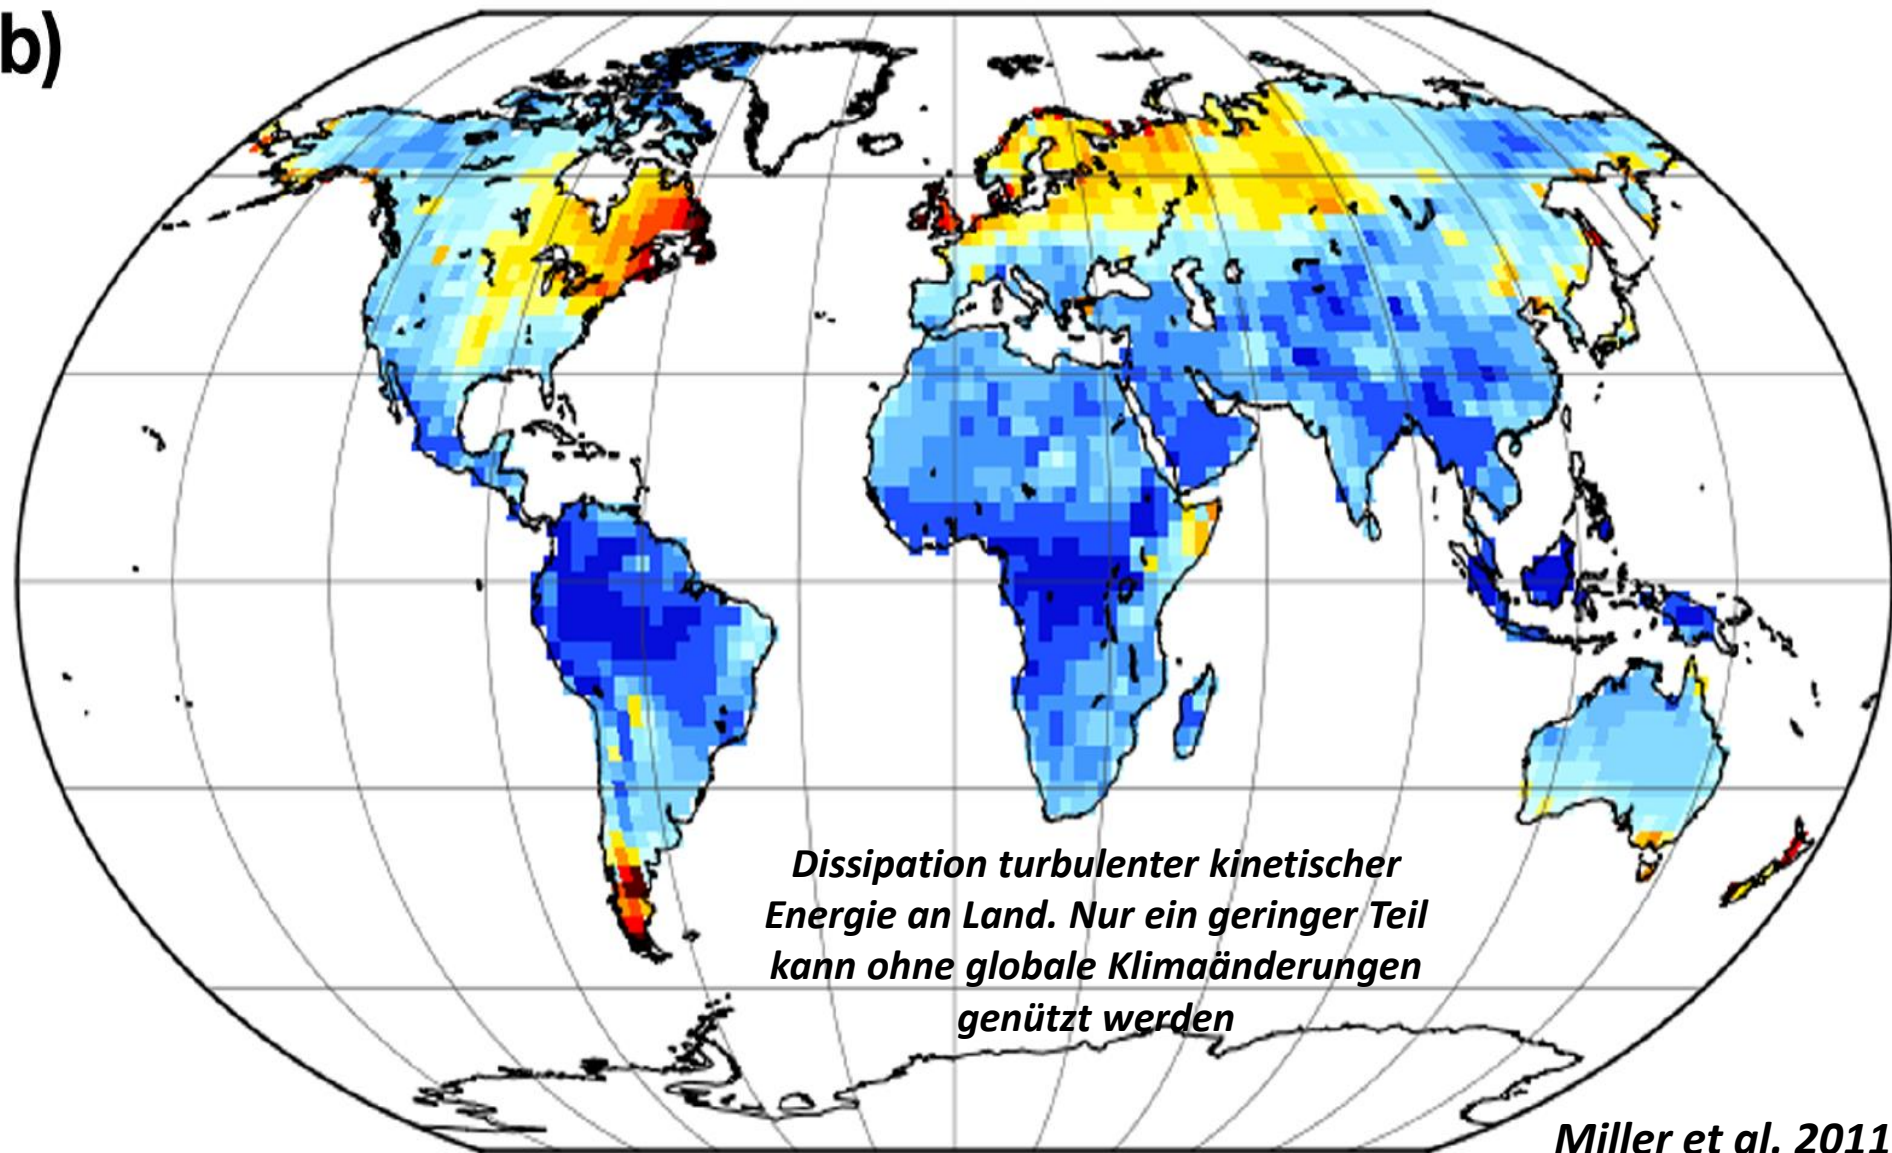 b)
Dissipation turbulenter kinetischer
Energie an Land. Nur ein geringer Teil
kann ohne globale Klimaänderungen
genützt werden
Miller et al. 2011